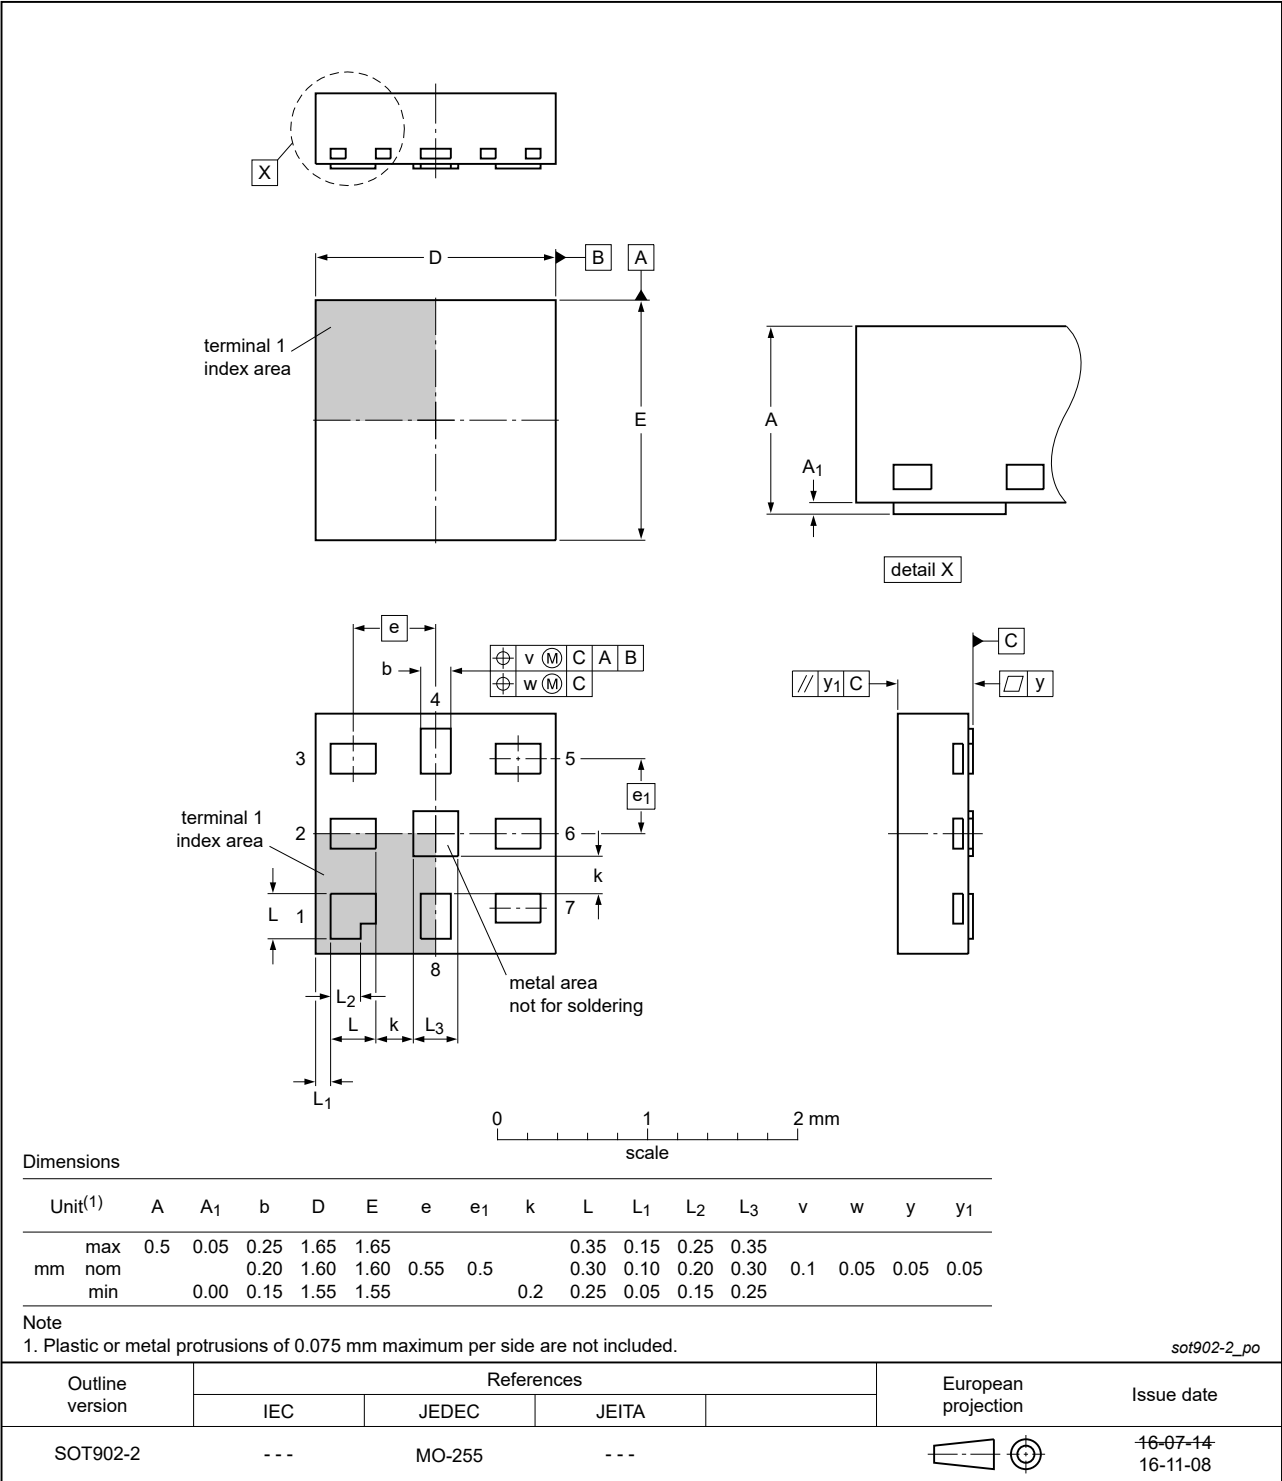 X
D
B
A
terminal 1
index area
E
A
A1
detail X
e
b
v M C A B
w M C
4
3
5
e1
terminal 1
index area
2
6
k
L
1
7
8
metal area
not for soldering
L2
L
k
L3
L1
C
y1 C
y
0 1 2 mm
scale
Dimensions
Unit(1) A A1 b D E e e1 k L L1 L2 L3 v w y y1
max 0.5 0.05 0.25 1.65 1.65 0.35 0.15 0.25 0.35
mm nom 0.20 1.60 1.60 0.55 0.5 0.30 0.10 0.20 0.30 0.1 0.05 0.05 0.05
min 0.00 0.15 1.55 1.55 0.2 0.25 0.05 0.15 0.25
Note
1. Plastic or metal protrusions of 0.075 mm maximum per side are not included.
sot902-2_po
Outline
version
References
IEC JEDEC JEITA
European
projection
Issue date
SOT902-2 - - - MO-255 - - -
16-07-14
16-11-08